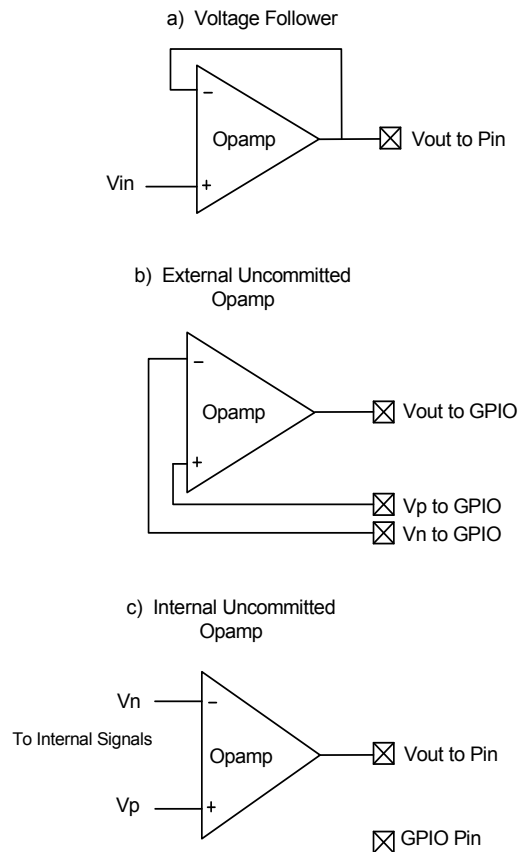 a) Voltage Follower
−
Opamp
Vout to Pin
Vin
+
b) External Uncommitted
Opamp
−
Opamp
Vout to GPIO
+
Vp to GPIO
Vn to GPIO
c) Internal Uncommitted
Opamp
Vn
−
To Internal Signals
Opamp
Vout to Pin
Vp
+
GPIO Pin